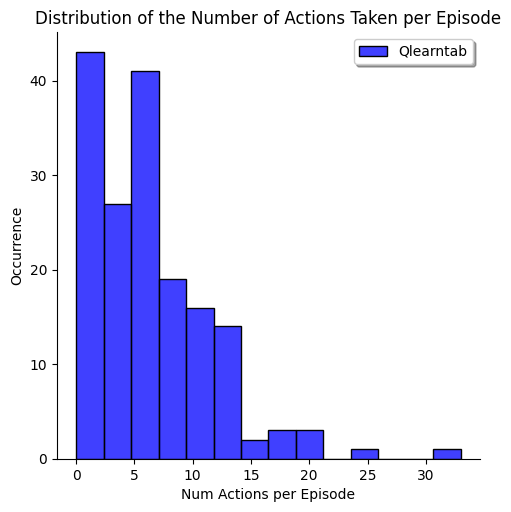 Distribution of the Number of Actions Taken per Episode
Qlearntab
40
30
20
10
0
Occurrence
0 5 10 15 20 25 30
Num Actions per Episode